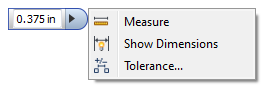 0.375 in
Measure
Show Dimensions
Tolerance...